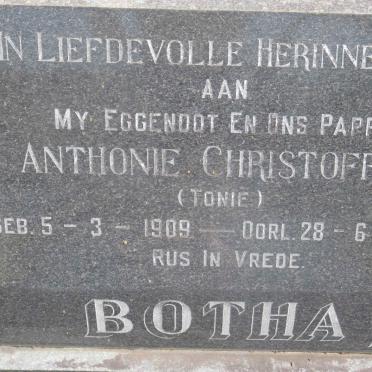 IN LIEFDEVOLLE HERINNE
AAN
MY EGGENOOT EN ONS PAPP
ANTHONIE CHRISTOFF
(TONIE)
GEB. 5 - 3 - 1909 — OORL. 28 - 6
RUS IN VREDE.
BOTHA